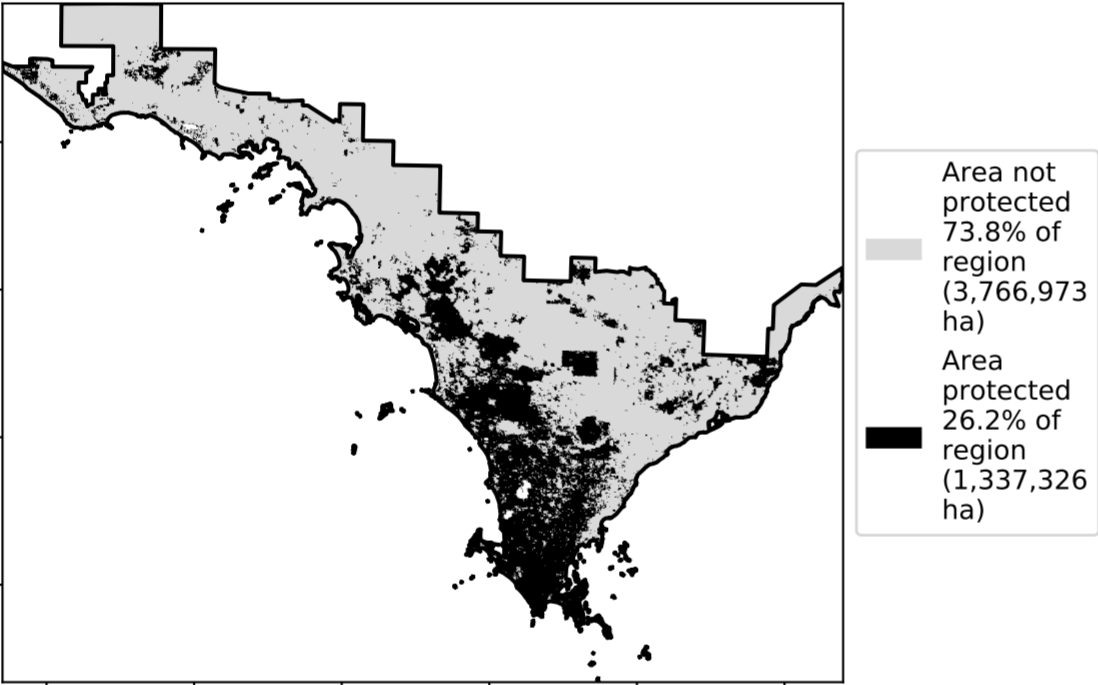 Area not
protected
73.8% of
region
(3,766,973
ha)
Area
protected
26.2% of
region
(1,337,326
ha)